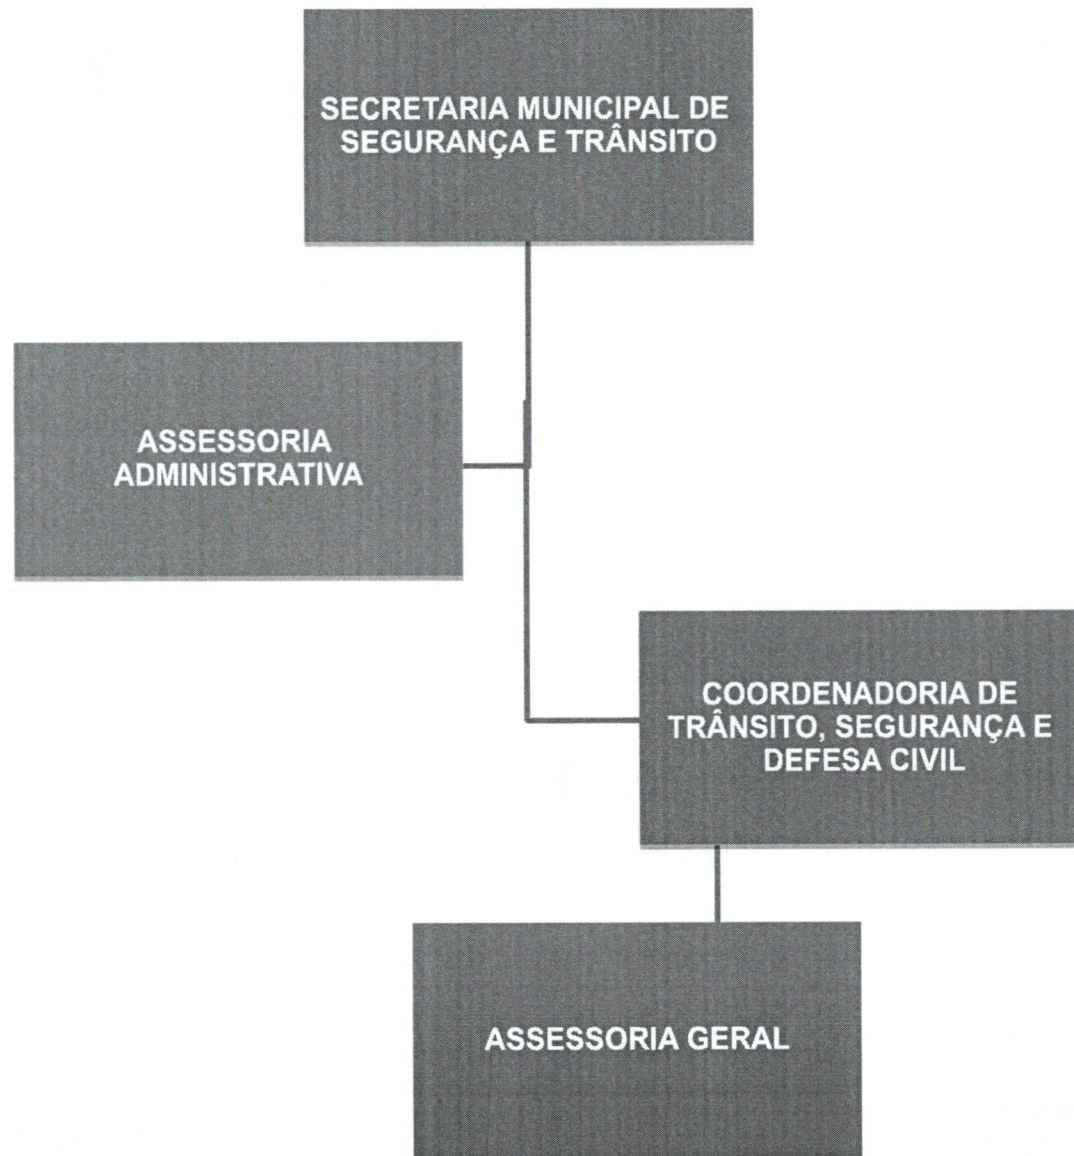 SECRETARIA MUNICIPAL DE
SEGURANÇA E TRÂNSITO
ASSESSORIA
ADMINISTRATIVA
COORDENADORIA DE
TRÂNSITO, SEGURANÇA E
DEFESA CIVIL
ASSESSORIA GERAL